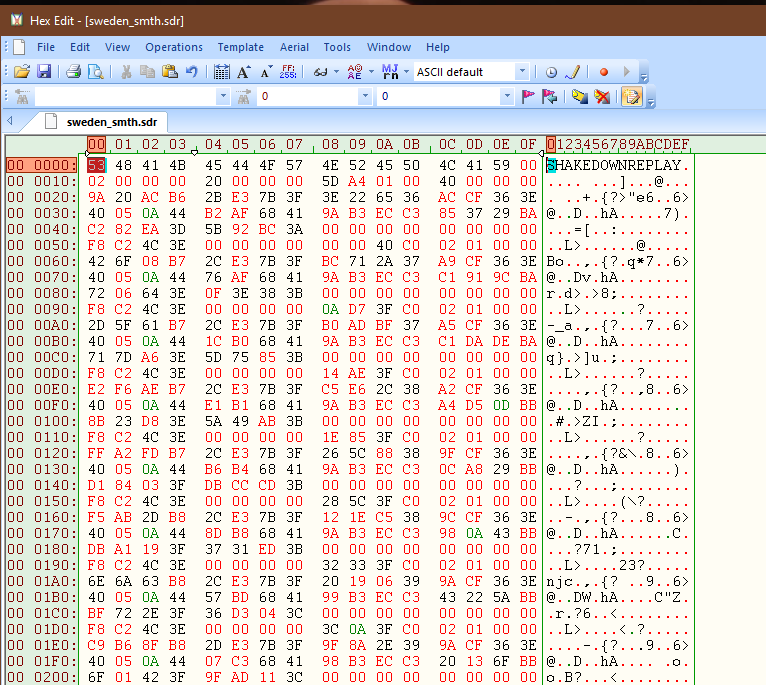 Hex Edit - [sweden_smth.sdr]
File Edit View Operations Template Aerial Tools Window Help
ASCII default
0 0
sweden_smth.sdr
00 01 02 03 04 05 06 07 08 09 0A 0B 0C 0D 0E 0F 0123456789ABCDEF
00 0000: 53 48 41 4B 45 44 4F 57 4E 52 45 50 4C 41 59 00 SHAKEDOWNREPLAY.
00 0010: 02 00 00 00 20 00 00 00 5D A4 01 00 40 00 00 00 .... ...]...@...
00 0020: 9A 20 AC B6 2B E3 7B 3F 3E 22 65 36 AC CF 36 3E . ..+.{?>"e6..6>
00 0030: 40 05 0A 44 B2 AF 68 41 9A B3 EC C3 85 37 29 BA @..D..hA.....7).
00 0040: C2 82 EA 3D 5B 92 BC 3A 00 00 00 00 00 00 00 00 ...=[..:........
00 0050: F8 C2 4C 3E 00 00 00 00 00 00 40 C0 02 01 00 00 ..L>......@.....
00 0060: 42 6F 08 B7 2C E3 7B 3F BC 71 2A 37 A9 CF 36 3E Bo..,.{?.q*7..6>
00 0070: 40 05 0A 44 76 AF 68 41 9A B3 EC C3 C1 91 9C BA @..Dv.hA........
00 0080: 72 06 64 3E 0F 3E 38 3B 00 00 00 00 00 00 00 00 r.d>.>8;........
00 0090: F8 C2 4C 3E 00 00 00 00 0A D7 3F C0 02 01 00 00 ..L>......?.....
00 00A0: 2D 5F 61 B7 2C E3 7B 3F B0 AD BF 37 A5 CF 36 3E -_a.,.{?...7..6>
00 00B0: 40 05 0A 44 1C B0 68 41 9A B3 EC C3 C1 DA DE BA @..D..hA........
00 00C0: 71 7D A6 3E 5D 75 85 3B 00 00 00 00 00 00 00 00 q}.>]u.;........
00 00D0: F8 C2 4C 3E 00 00 00 00 14 AE 3F C0 02 01 00 00 ..L>......?.....
00 00E0: E2 F6 AE B7 2C E3 7B 3F C5 E6 2C 38 A2 CF 36 3E ....,.{?..,8..6>
00 00F0: 40 05 0A 44 E1 B1 68 41 9A B3 EC C3 A4 D5 0D BB @..D..hA........
00 0100: 8B 23 D8 3E 5A 49 AB 3B 00 00 00 00 00 00 00 00 .#.>ZI.;........
00 0110: F8 C2 4C 3E 00 00 00 00 1E 85 3F C0 02 01 00 00 ..L>......?.....
00 0120: FF A2 FD B7 2C E3 7B 3F 26 5C 88 38 9F CF 36 3E ....,.{?&\.8..6>
00 0130: 40 05 0A 44 B6 B4 68 41 9A B3 EC C3 0C A8 29 BB @..D..hA......).
00 0140: D1 84 03 3F DB CC CD 3B 00 00 00 00 00 00 00 00 ...?...;........
00 0150: F8 C2 4C 3E 00 00 00 00 28 5C 3F C0 02 01 00 00 ..L>....(\?.....
00 0160: F5 AB 2D B8 2C E3 7B 3F 12 1E C5 38 9C CF 36 3E ..-.,.{?...8..6>
00 0170: 40 05 0A 44 8D B8 68 41 9A B3 EC C3 98 0A 43 BB @..D..hA......C.
00 0180: DB A1 19 3F 37 31 ED 3B 00 00 00 00 00 00 00 00 ...?71.;........
00 0190: F8 C2 4C 3E 00 00 00 00 32 33 3F C0 02 01 00 00 ..L>....23?.....
00 01A0: 6E 6A 63 B8 2C E3 7B 3F 20 19 06 39 9A CF 36 3E njc.,.{? ..9..6>
00 01B0: 40 05 0A 44 57 BD 68 41 99 B3 EC C3 43 22 5A BB @..DW.hA....C"Z.
00 01C0: BF 72 2E 3F 36 D3 04 3C 00 00 00 00 00 00 00 00 .r.?6..<........
00 01D0: F8 C2 4C 3E 00 00 00 00 3C 0A 3F C0 02 01 00 00 ..L>....<.?.....
00 01E0: C9 B6 8F B8 2D E3 7B 3F 9F 8A 2E 39 9A CF 36 3E ....-.{?...9..6>
00 01F0: 40 05 0A 44 07 C3 68 41 98 B3 EC C3 20 13 6F BB @..D..hA.... .o.
00 0200: 6F 01 42 3F 9F AD 11 3C 00 00 00 00 00 00 00 00 o.B?...<........